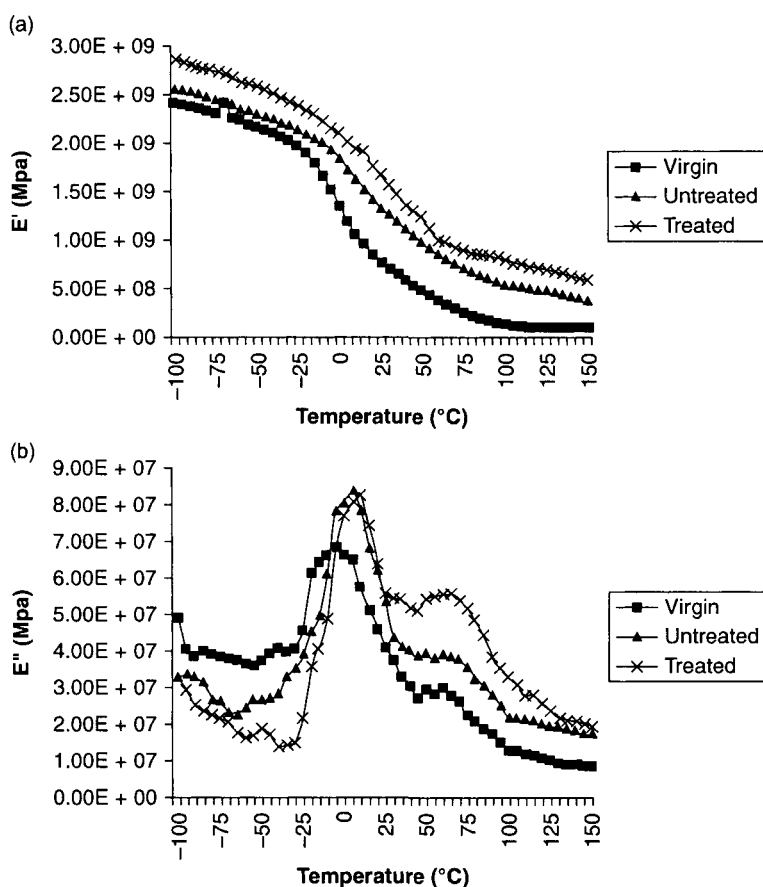 (a)
3.00E + 09
2.50E + 09
2.00E + 09
1.50E + 09
1.00E + 09
5.00E + 08
0.00E + 00
E' (Mpa)
-100
-75
-50
-25
0
25
50
75
100
125
150
Temperature (°C)
Virgin
Untreated
Treated
(b)
9.00E + 07
8.00E + 07
7.00E + 07
6.00E + 07
5.00E + 07
4.00E + 07
3.00E + 07
2.00E + 07
1.00E + 07
0.00E + 00
E" (Mpa)
-100
-75
-50
-25
0
25
50
75
100
125
150
Temperature (°C)
Virgin
Untreated
Treated